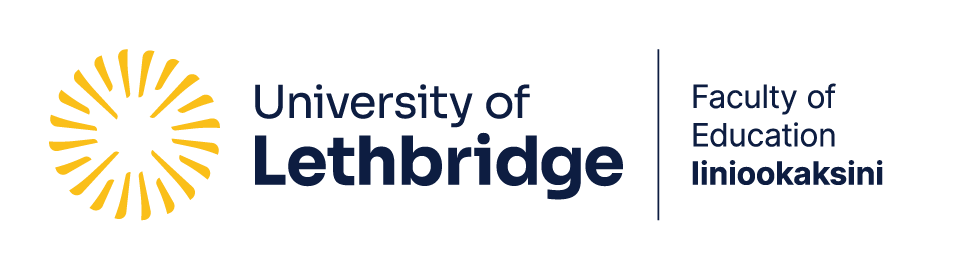 University of
Lethbridge
Faculty of
Education
Iiniookaksini